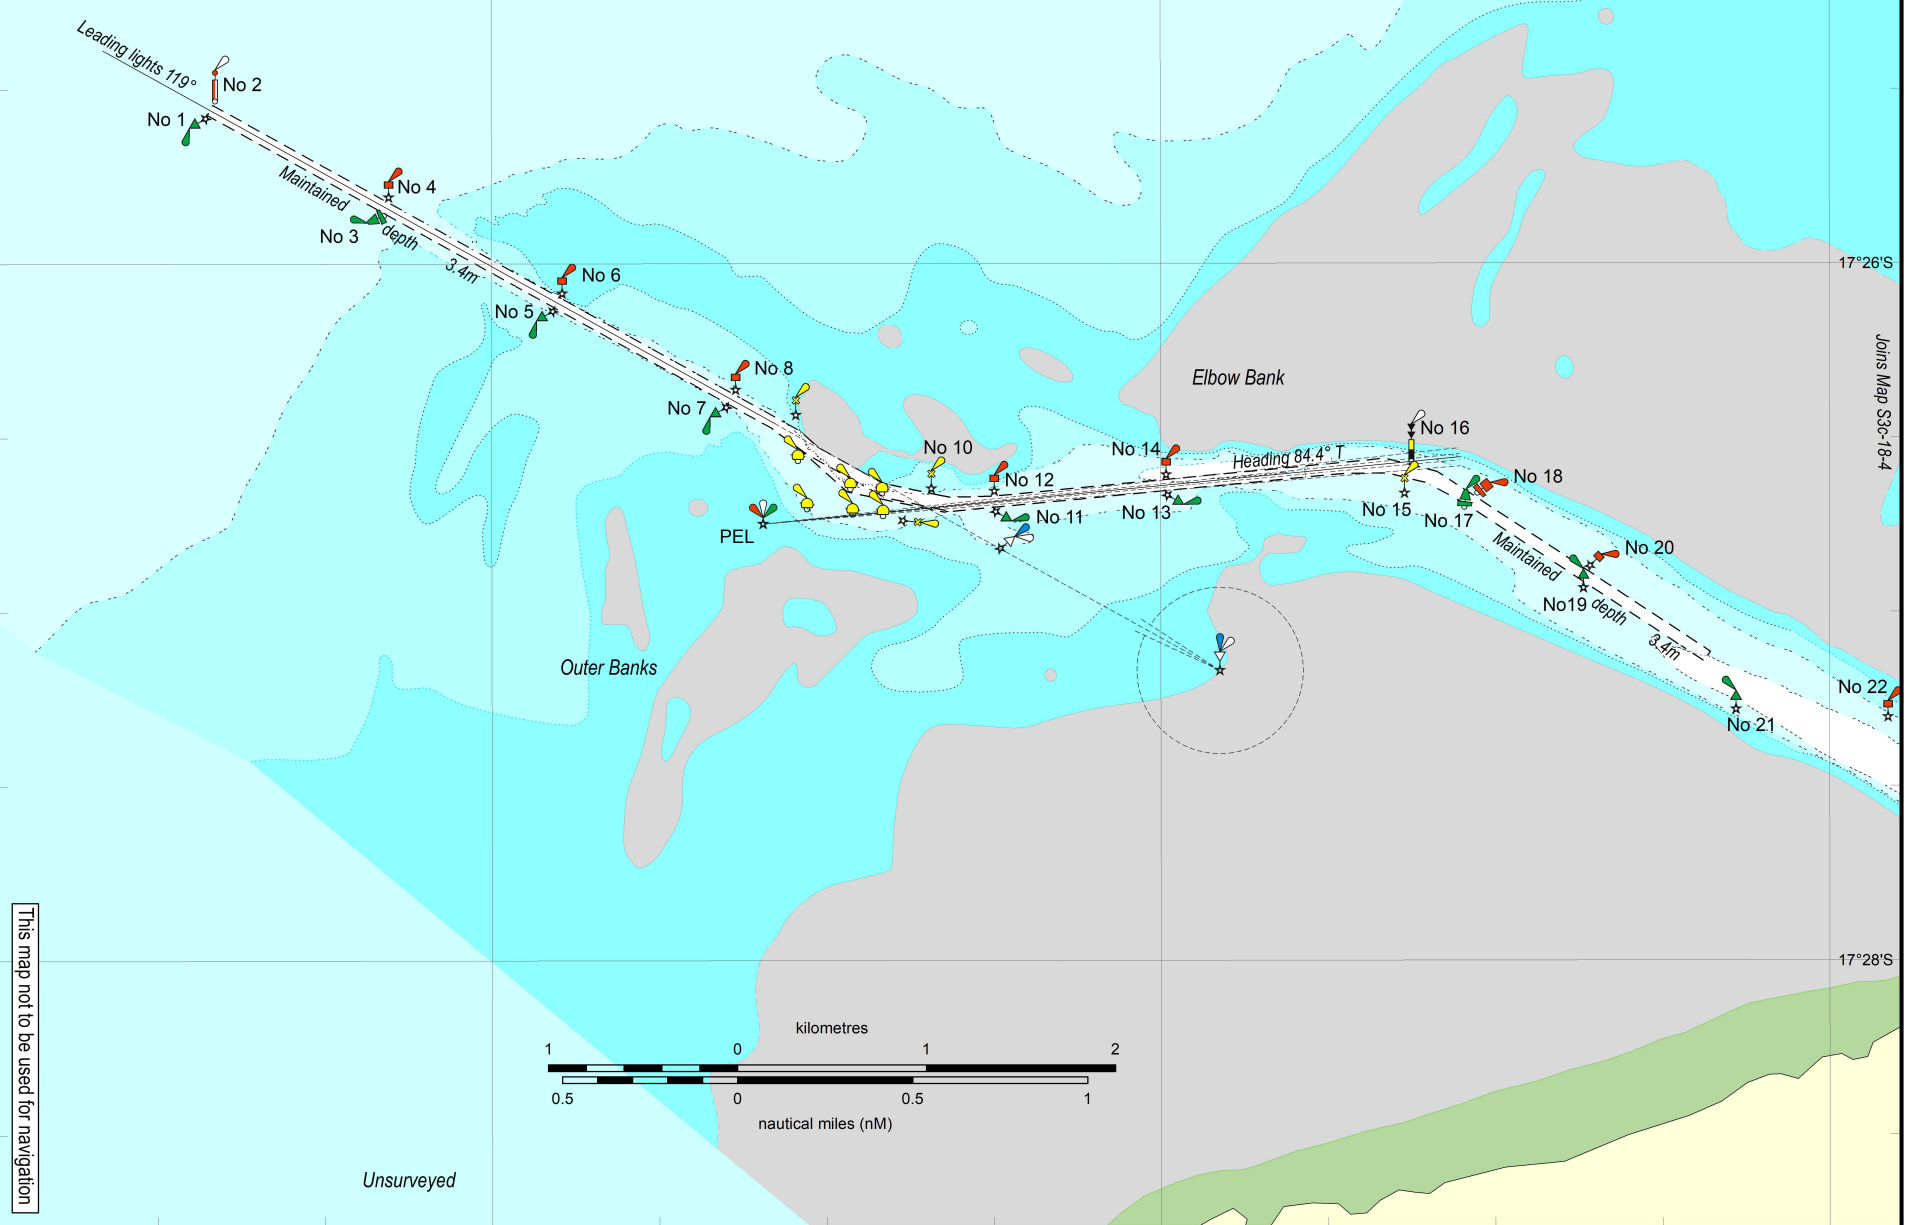 Leading lights 119°
No 2
No 1
No 4
Maintained
No 3
depth
3.4m
No 6
No 5
17°26'S
No 8
No 7
Elbow Bank
Joins Map S3c-18-4
No 16
No 10
No 14
Heading 84.4° T
No 12
No 18
No 15
No 17
No 11
No 13
PEL
Maintained
No 20
No19
depth
3.4m
Outer Banks
No 22
No 21
17°28'S
This map not to be used for navigation
kilometres
1 0 1 2
0.5 0 0.5 1
nautical miles (nM)
Unsurveyed